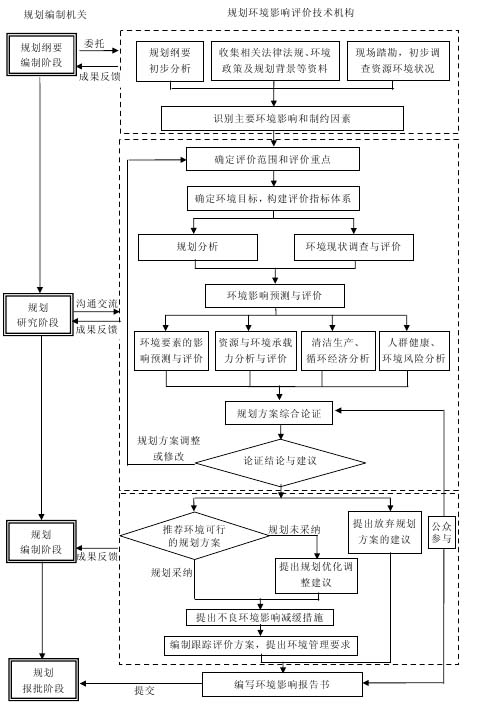 规划编制机关
规划环境影响评价技术机构
规划纲要
编制阶段
委托
成果反馈
规划纲要
初步分析
收集相关法律法规、环境
政策及规划背景等资料
现场踏勘，初步调
查资源环境状况
识别主要环境影响和制约因素
确定评价范围和评价重点
确定环境目标，构建评价指标体系
规划分析
环境现状调查与评价
规划
研究阶段
沟通交流
成果反馈
环境影响预测与评价
环境要素的影
响预测与评价
资源与环境承载
力分析与评价
清洁生产、
循环经济分析
人群健康、
环境风险分析
规划方案综合论证
规划方案调整
或修改
论证结论与建议
规划
编制阶段
成果反馈
推荐环境可行
的规划方案
规划未采纳
规划采纳
提出放弃规划
方案的建议
公众
参与
提出规划优化调
整建议
提出不良环境影响减缓措施
编制跟踪评价方案，提出环境管理要求
规划
报批阶段
提交
编写环境影响报告书